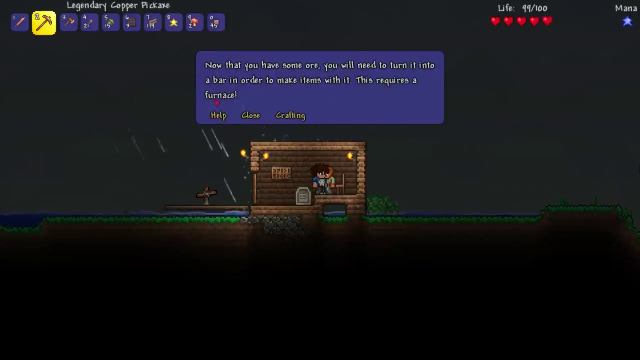 Legendary Copper Pickaxe
Life: 99/100
Mana
Now that you have some ore, you will need to turn it into
a bar in order to make items with it. This requires a
furnace!
Help Close Crafting